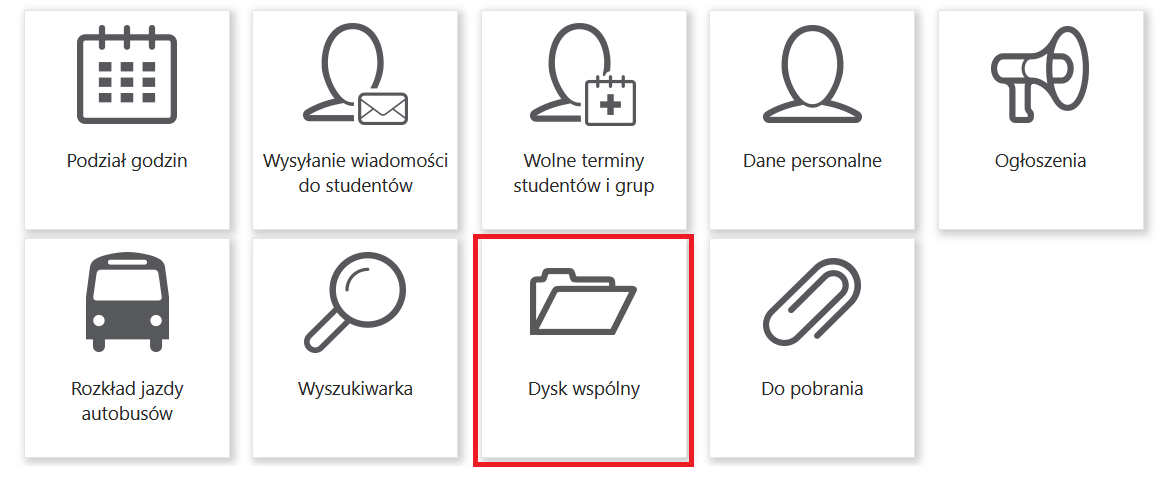 Podział godzin
Wysyłanie wiadomości
do studentów
Wolne terminy
studentów i grup
Dane personalne
Ogłoszenia
Rozkład jazdy
autobusów
Wyszukiwarka
Dysk wspólny
Do pobrania